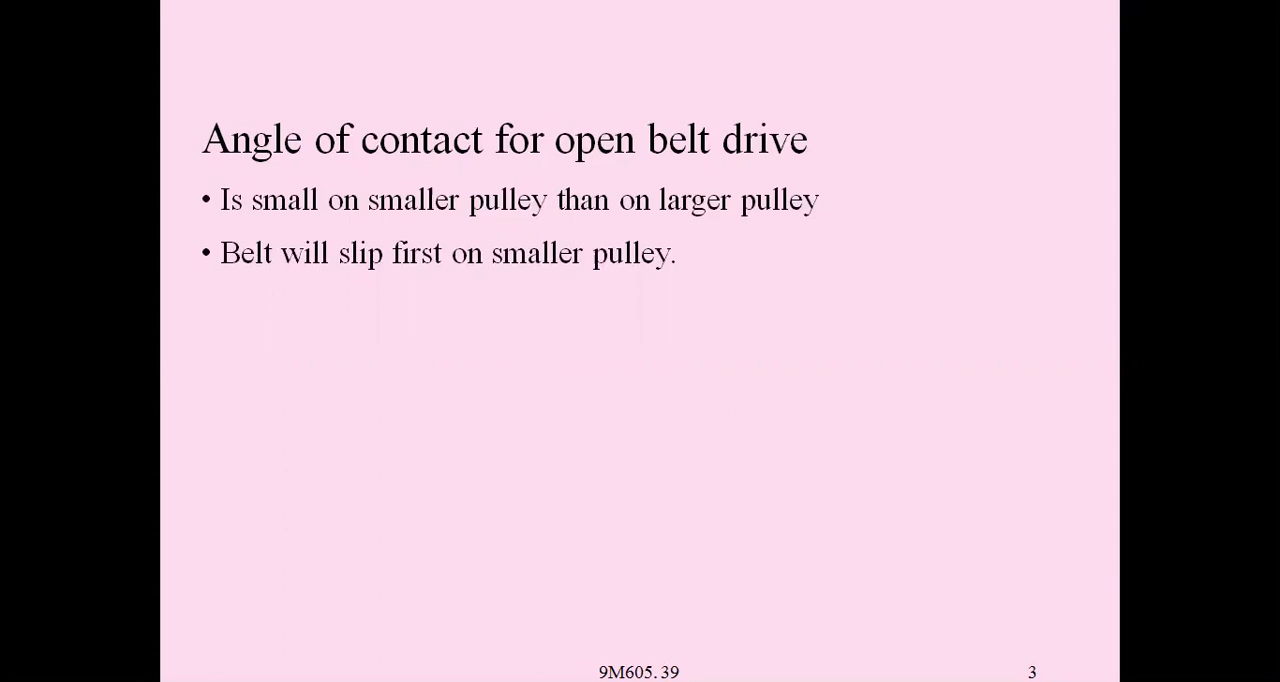 Angle of contact for open belt drive
• Is small on smaller pulley than on larger pulley
• Belt will slip first on smaller pulley.
9M605.39
3